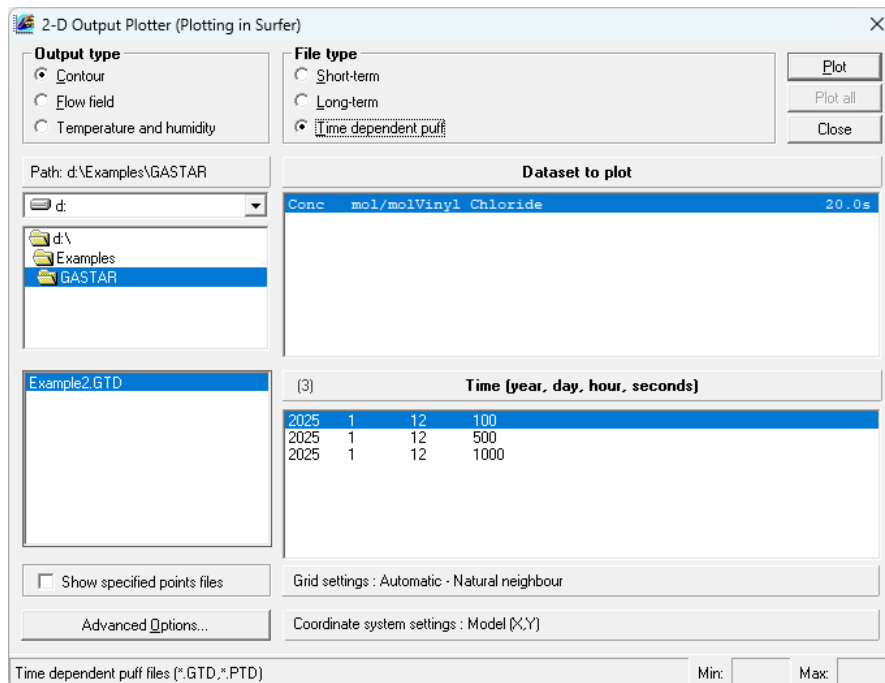 2-D Output Plotter (Plotting in Surfer)
Output type
Contour
Flow field
Temperature and humidity
File type
Short-term
Long-term
Time dependent puff
Plot
Plot all
Close
Path: d:\Examples\GASTAR
d:
d:\
Examples
GASTAR
Dataset to plot
Conc mol/molVinyl Chloride 20.0s
Example2.GTD
(3) Time (year, day, hour, seconds)
2025 1 12 100
2025 1 12 500
2025 1 12 1000
Show specified points files
Advanced Options...
Grid settings : Automatic - Natural neighbour
Coordinate system settings : Model (X,Y)
Time dependent puff files (*.GTD,*.PTD)
Min:
Max: